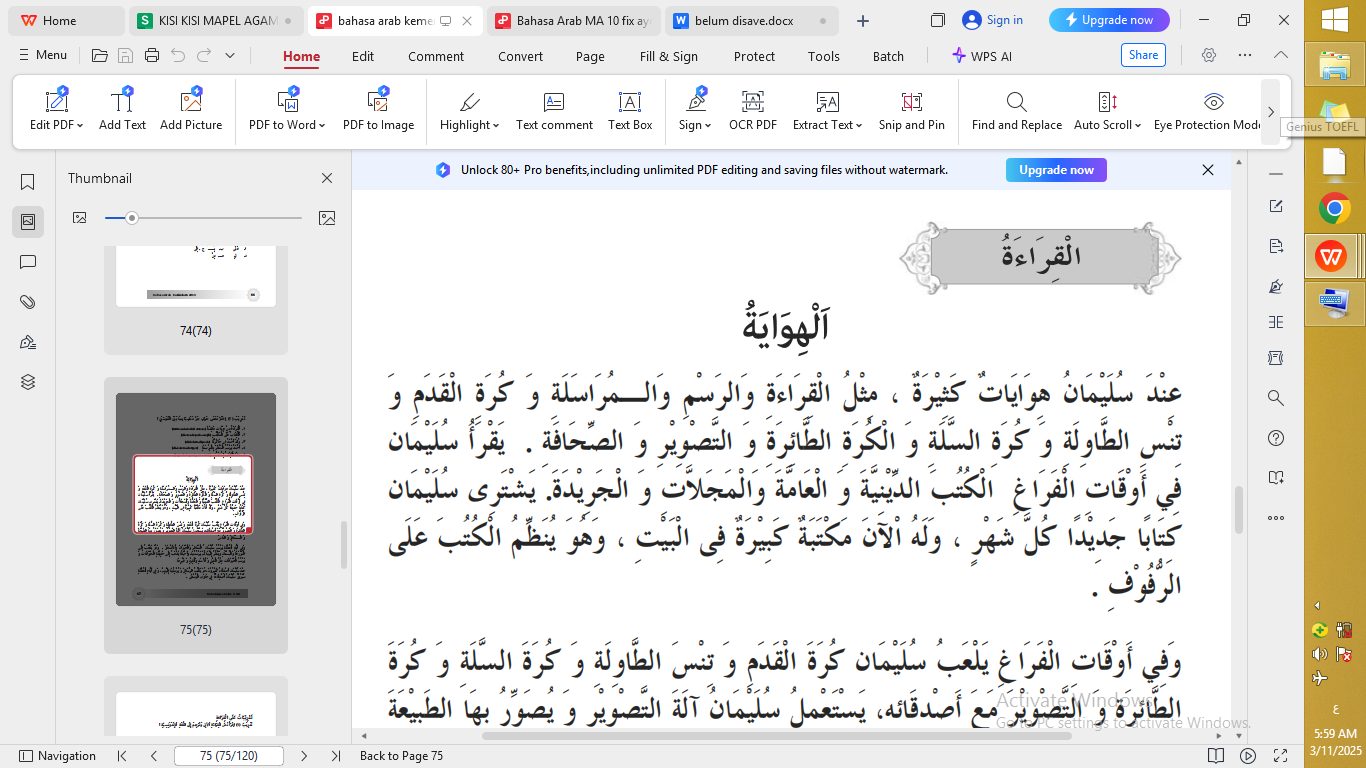 Home
KISI KISI MAPEL AGAM
bahasa arab keme
Bahasa Arab MA 10 fix ay
belum disave.docx
Sign in
Upgrade now
Menu
Home
Edit
Comment
Convert
Page
Fill & Sign
Protect
Tools
Batch
WPS AI
Share
Edit PDF
Add Text
Add Picture
PDF to Word
PDF to Image
Highlight
Text comment
Text Box
Sign
OCR PDF
Extract Text
Snip and Pin
Find and Replace
Auto Scroll
Eye Protection Mode
Genius TOEFL
Thumbnail
Unlock 80+ Pro benefits,including unlimited PDF editing and saving files without watermark.
Upgrade now
74(74)
75(75)
الْقِرَاءَةُ
اَلْهِوَايَةُ
عِنْدَ سُلَيْمَانُ هِوَايَاتٌ كَثِيْرَةٌ ، مِثْلُ الْقِرَاءَةِ وَالرَسْمِ وَالـــمُرَاسَلَةِ وَ كُرَةِ الْقَدَمِ وَ
تِنْسِ الطَّاوِلَة وَ كُرَةِ السَّلَةِ وَ الْكُرَةِ الطَّائِرَةِ وَ التَّصْوِيْرِ وَ الصِّحَافَةِ . يَقْرَأُ سُلَيْمَان
فِي أَوْقَاتِ الْفَرَاغِ الْكُتُبَ الدِّيْنِيَّةَ وَ الْعَامَّةَ وَالْمَجَلاَّتِ وَ الْجَرِيْدَةَ. يَشْتَرِى سليْمَان
كِتَابًا جَدِيْدًا كُلَّ شَهْرٍ ، وَلَهُ اْلآنَ مَكْتَبَةٌ كَبِيْرَةٌ فِى الْبَيْتِ ، وَهُوَ يُنَظِّمُ الْكُتُبَ عَلَى
الرُّفُوْفِ .
وَفِي أَوْقَاتِ الْفَرَاغِ يَلْعَبُ سُلَيْمَان كُرَةَ الْقَدَمِ وَ تِنْسَ الطَّاوِلَةِ وَ كُرَةَ السَّلَةِ وَ كُرَةَ
الطَّائِرَةِ وَ التَّصْوِيْرَ مَعَ أَصْدِقَائِه، يَسْتَعْمِلُ سُلَيْمَانُ آلَةَ التَّصْوِيْرِ وَ يُصَوِّرُ بِهَا الطَبِيْعَةَ
Activate Windows
Go to PC settings to activate Windows.
Navigation
75 (75/120)
Back to Page 75
ع
5:59 AM
3/11/2025